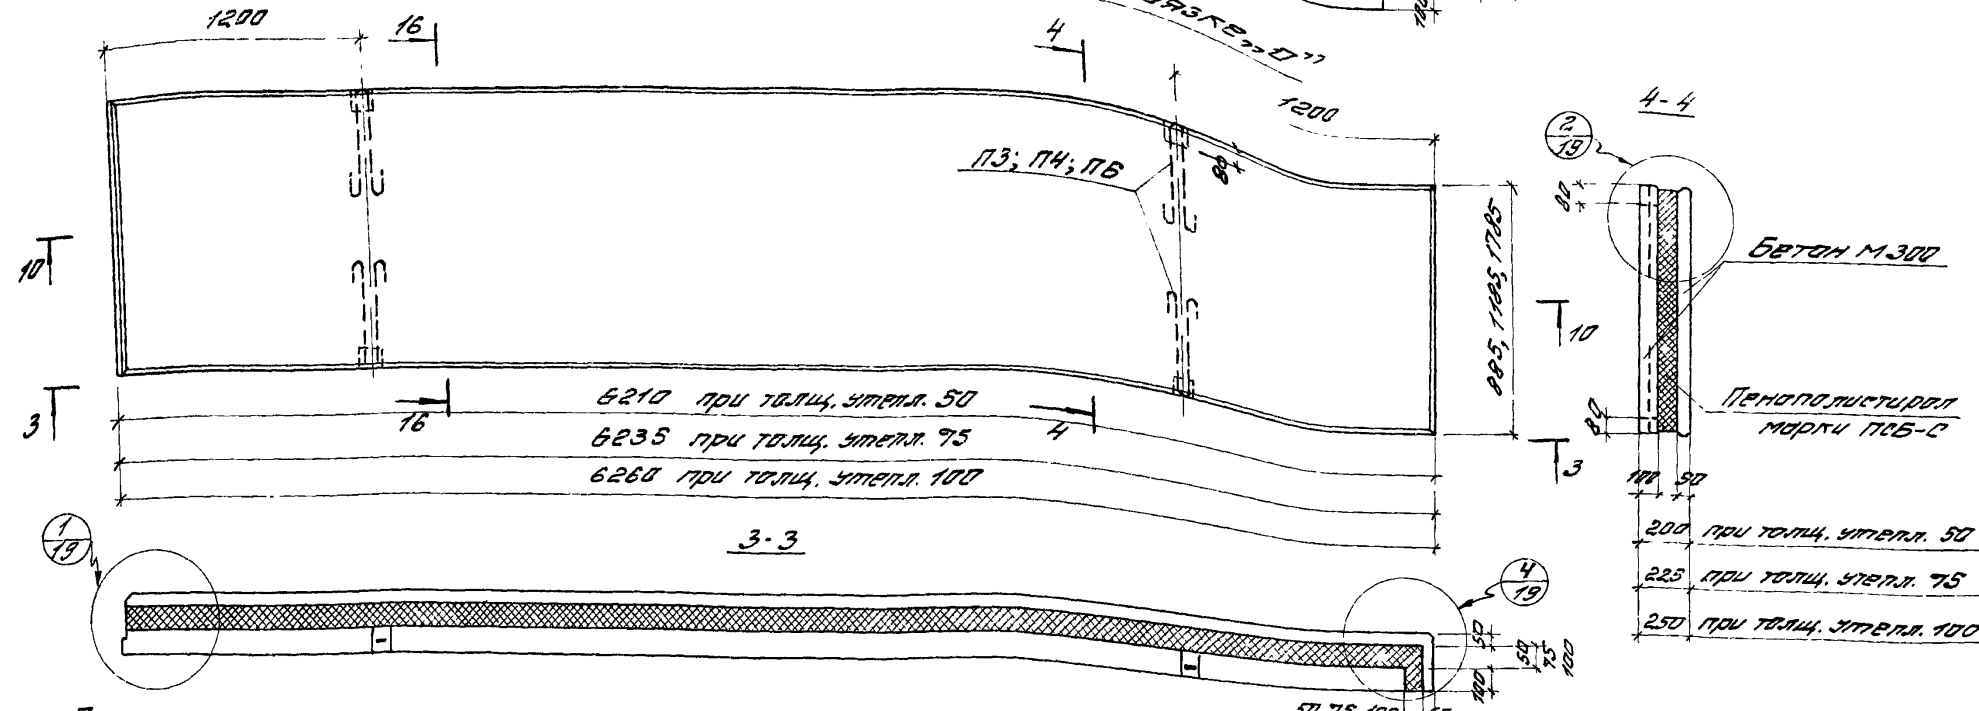 1200
16
4
1200
4-4
2
19
80
П3; П4; П6
80
885, 1185, 1785
Бетон М300
10
10
3
16
4
6210 при толщ. утепл. 50
6235 при толщ. утепл. 75
6260 при толщ. утепл. 100
3
80
Пенополистирол
марки ПСБ-С
100 50
200 при толщ. утепл. 50
225 при толщ. утепл. 75
250 при толщ. утепл. 100
3-3
1
19
4
19
50
50
75
100
100